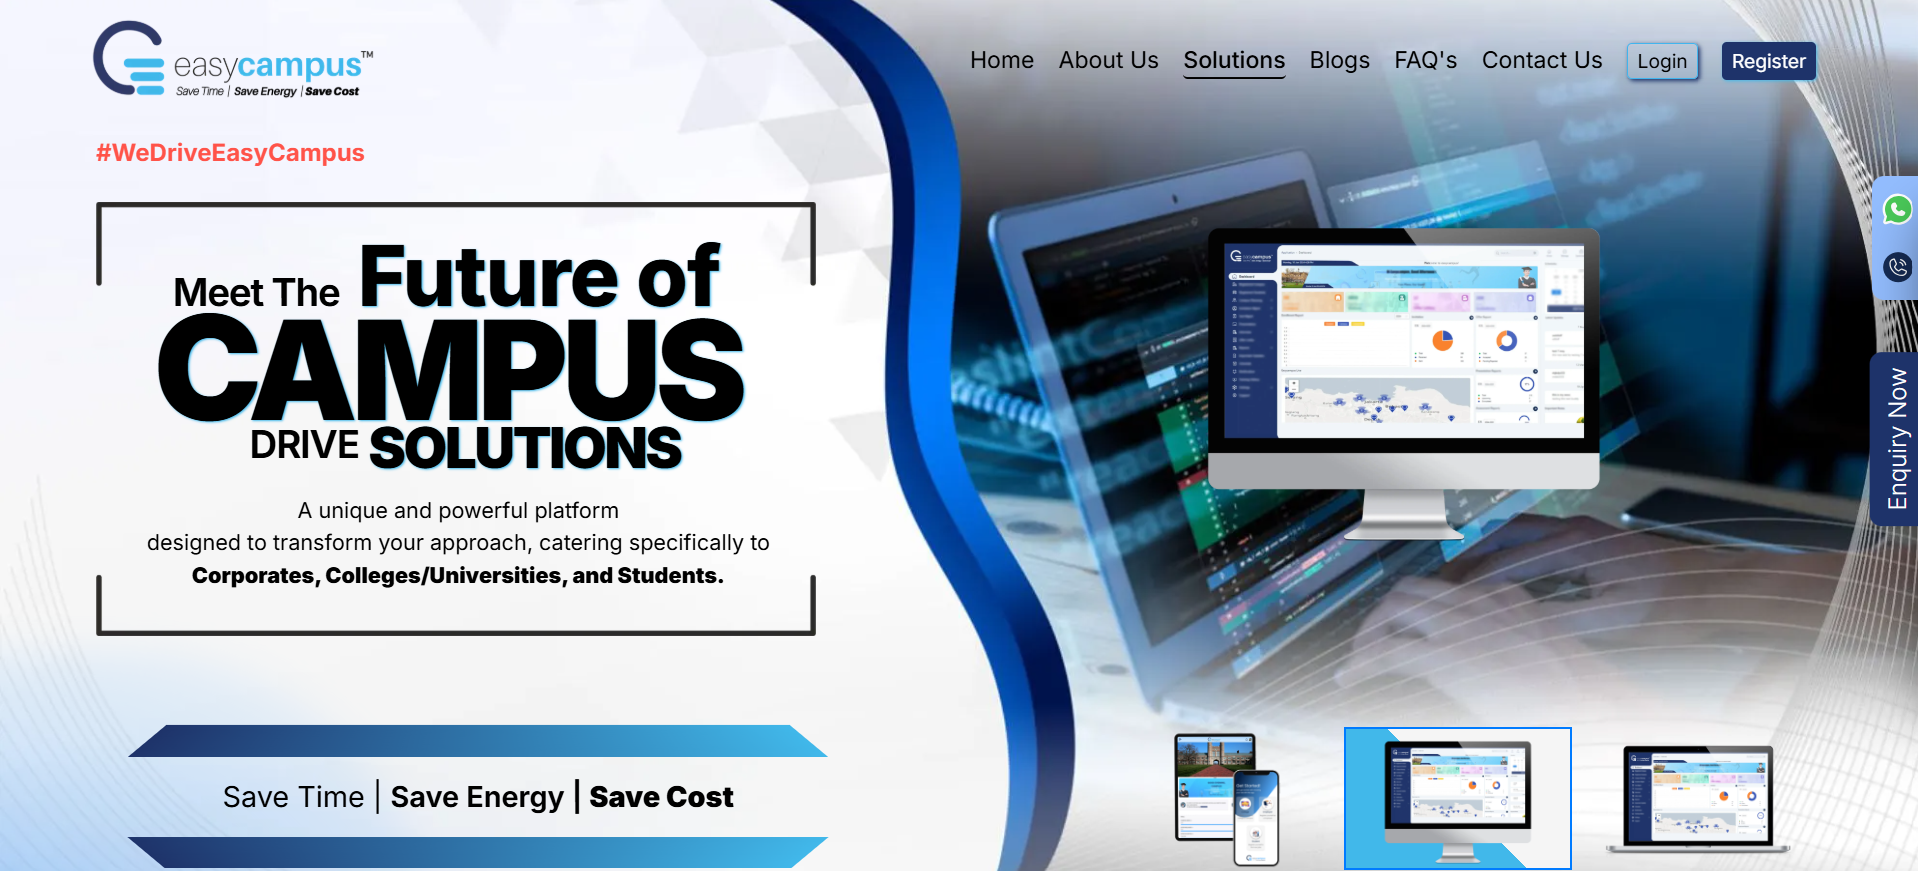 easycampus™
Save Time | Save Energy | Save Cost
Home About Us Solutions Blogs FAQ's Contact Us Login Register
#WeDriveEasyCampus
Meet The Future of
CAMPUS
DRIVE SOLUTIONS
A unique and powerful platform
designed to transform your approach, catering specifically to
Corporates, Colleges/Universities, and Students.
Save Time | Save Energy | Save Cost
Enquiry Now
easycampus